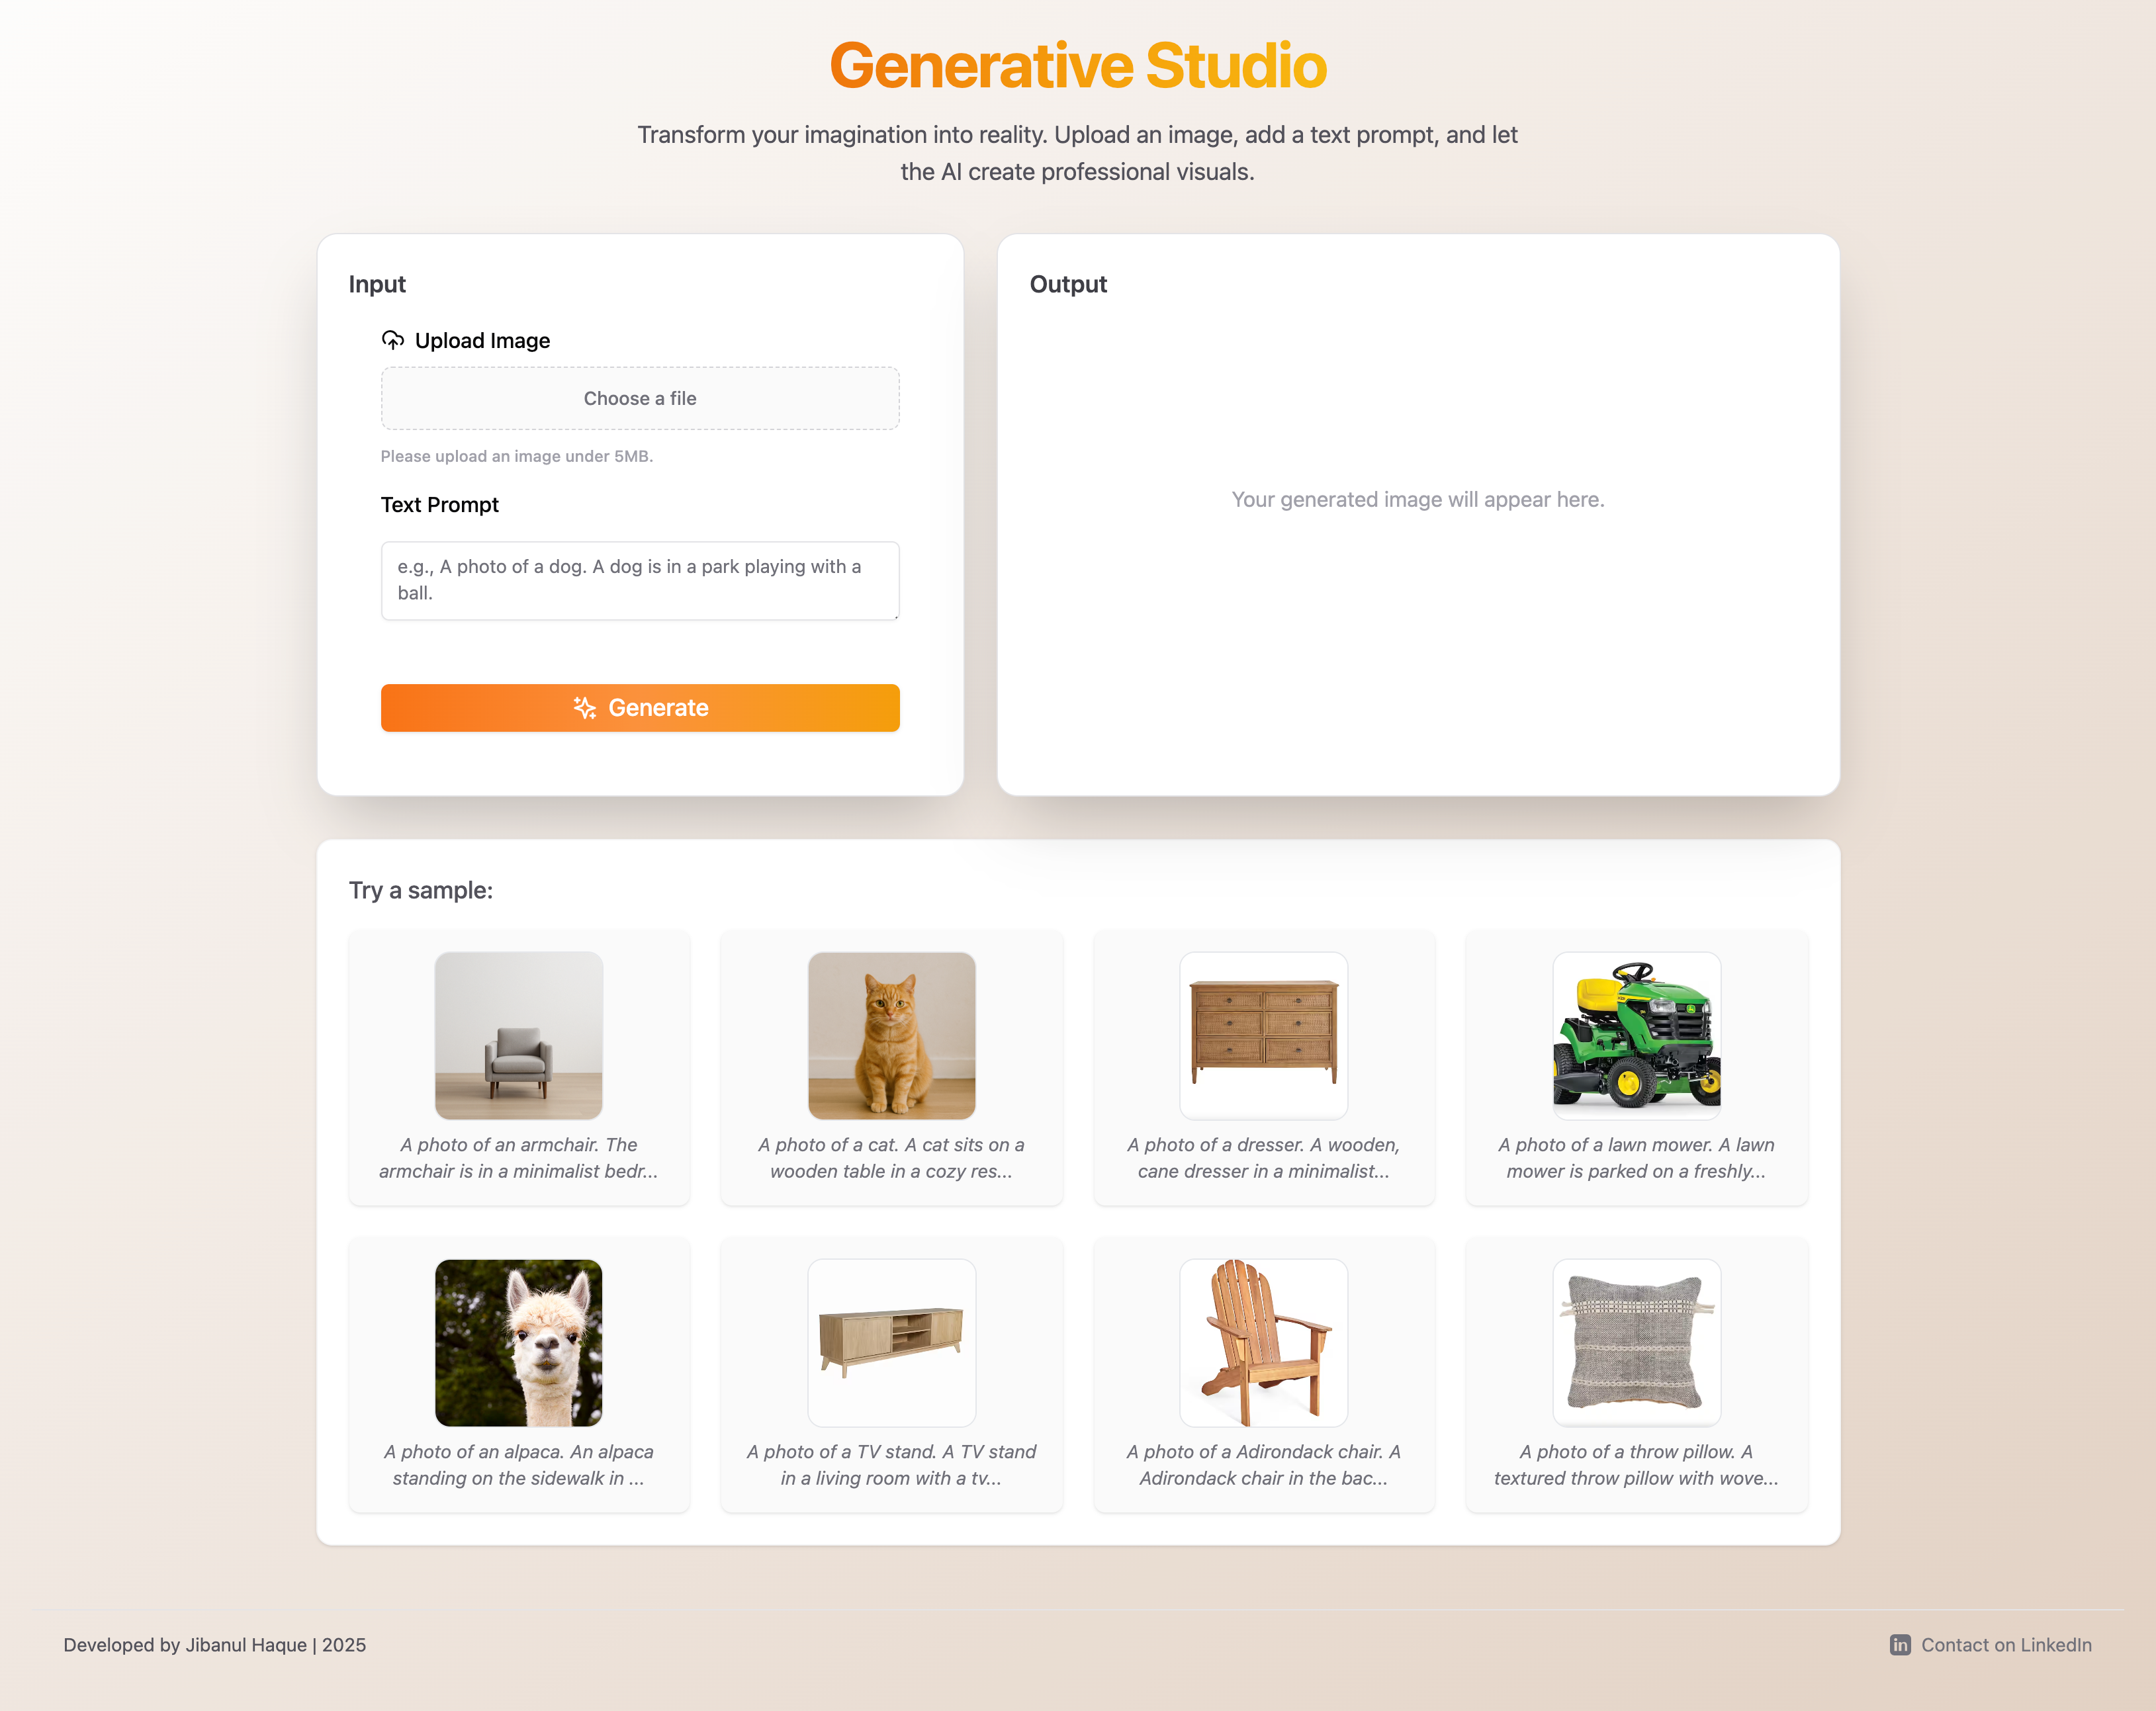 Generative Studio
Transform your imagination into reality. Upload an image, add a text prompt, and let
the AI create professional visuals.
Input
Upload Image
Choose a file
Please upload an image under 5MB.
Text Prompt
e.g., A photo of a dog. A dog is in a park playing with a
ball.
Generate
Output
Your generated image will appear here.
Try a sample:
A photo of an armchair. The
armchair is in a minimalist bedr...
A photo of a cat. A cat sits on a
wooden table in a cozy res...
A photo of a dresser. A wooden,
cane dresser in a minimalist...
A photo of a lawn mower. A lawn
mower is parked on a freshly...
A photo of an alpaca. An alpaca
standing on the sidewalk in ...
A photo of a TV stand. A TV stand
in a living room with a tv...
A photo of a Adirondack chair. A
Adirondack chair in the bac...
A photo of a throw pillow. A
textured throw pillow with wove...
Developed by Jibanul Haque | 2025
in Contact on LinkedIn